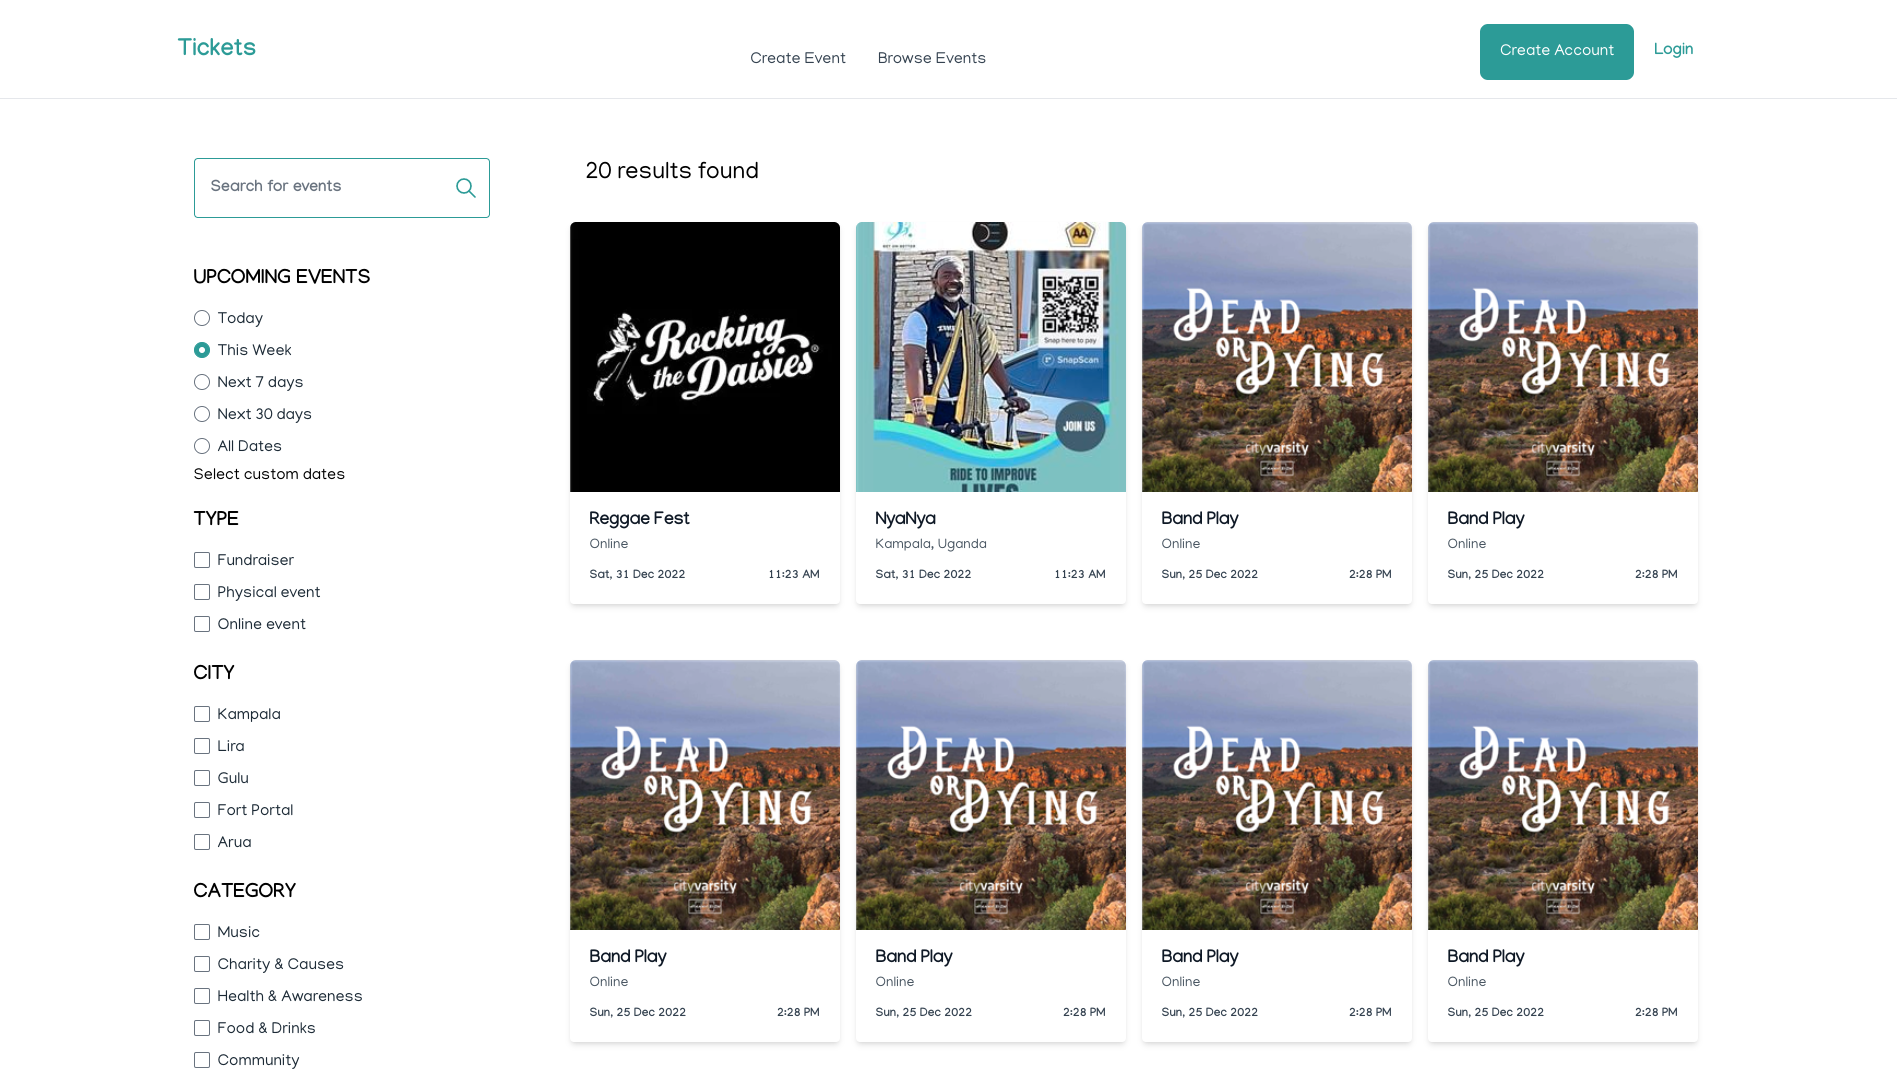 Tickets
Create Event
Browse Events
Create Account
Login
Search for events
UPCOMING EVENTS
Today
This Week
Next 7 days
Next 30 days
All Dates
Select custom dates
TYPE
Fundraiser
Physical event
Online event
CITY
Kampala
Lira
Gulu
Fort Portal
Arua
CATEGORY
Music
Charity & Causes
Health & Awareness
Food & Drinks
Community
20 results found
Rocking
the Daisies®
Reggae Fest
Online
Sat, 31 Dec 2022
11:23 AM
AA
Snap here to pay
SnapScan
JOIN US
RIDE TO IMPROVE
LIVES
NyaNya
Kampala, Uganda
Sat, 31 Dec 2022
11:23 AM
DEAD
OR DYING
cityvarsity
Band Play
Online
Sun, 25 Dec 2022
2:28 PM
DEAD
OR DYING
cityvarsity
Band Play
Online
Sun, 25 Dec 2022
2:28 PM
DEAD
OR DYING
cityvarsity
Band Play
Online
Sun, 25 Dec 2022
2:28 PM
DEAD
OR DYING
cityvarsity
Band Play
Online
Sun, 25 Dec 2022
2:28 PM
DEAD
OR DYING
cityvarsity
Band Play
Online
Sun, 25 Dec 2022
2:28 PM
DEAD
OR DYING
cityvarsity
Band Play
Online
Sun, 25 Dec 2022
2:28 PM